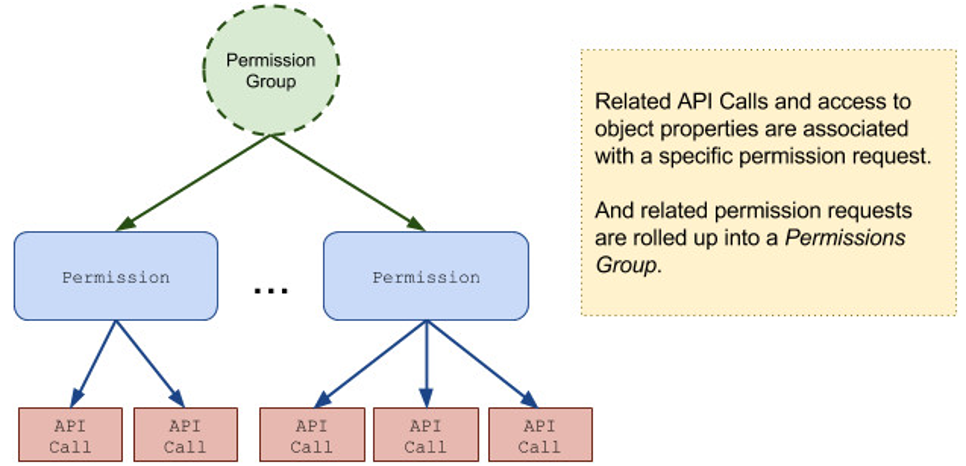 Permission
Group
Related API Calls and access to
object properties are associated
with a specific permission request.
And related permission requests
are rolled up into a Permissions
Group.
Permission
...
Permission
API
Call
API
Call
API
Call
API
Call
API
Call